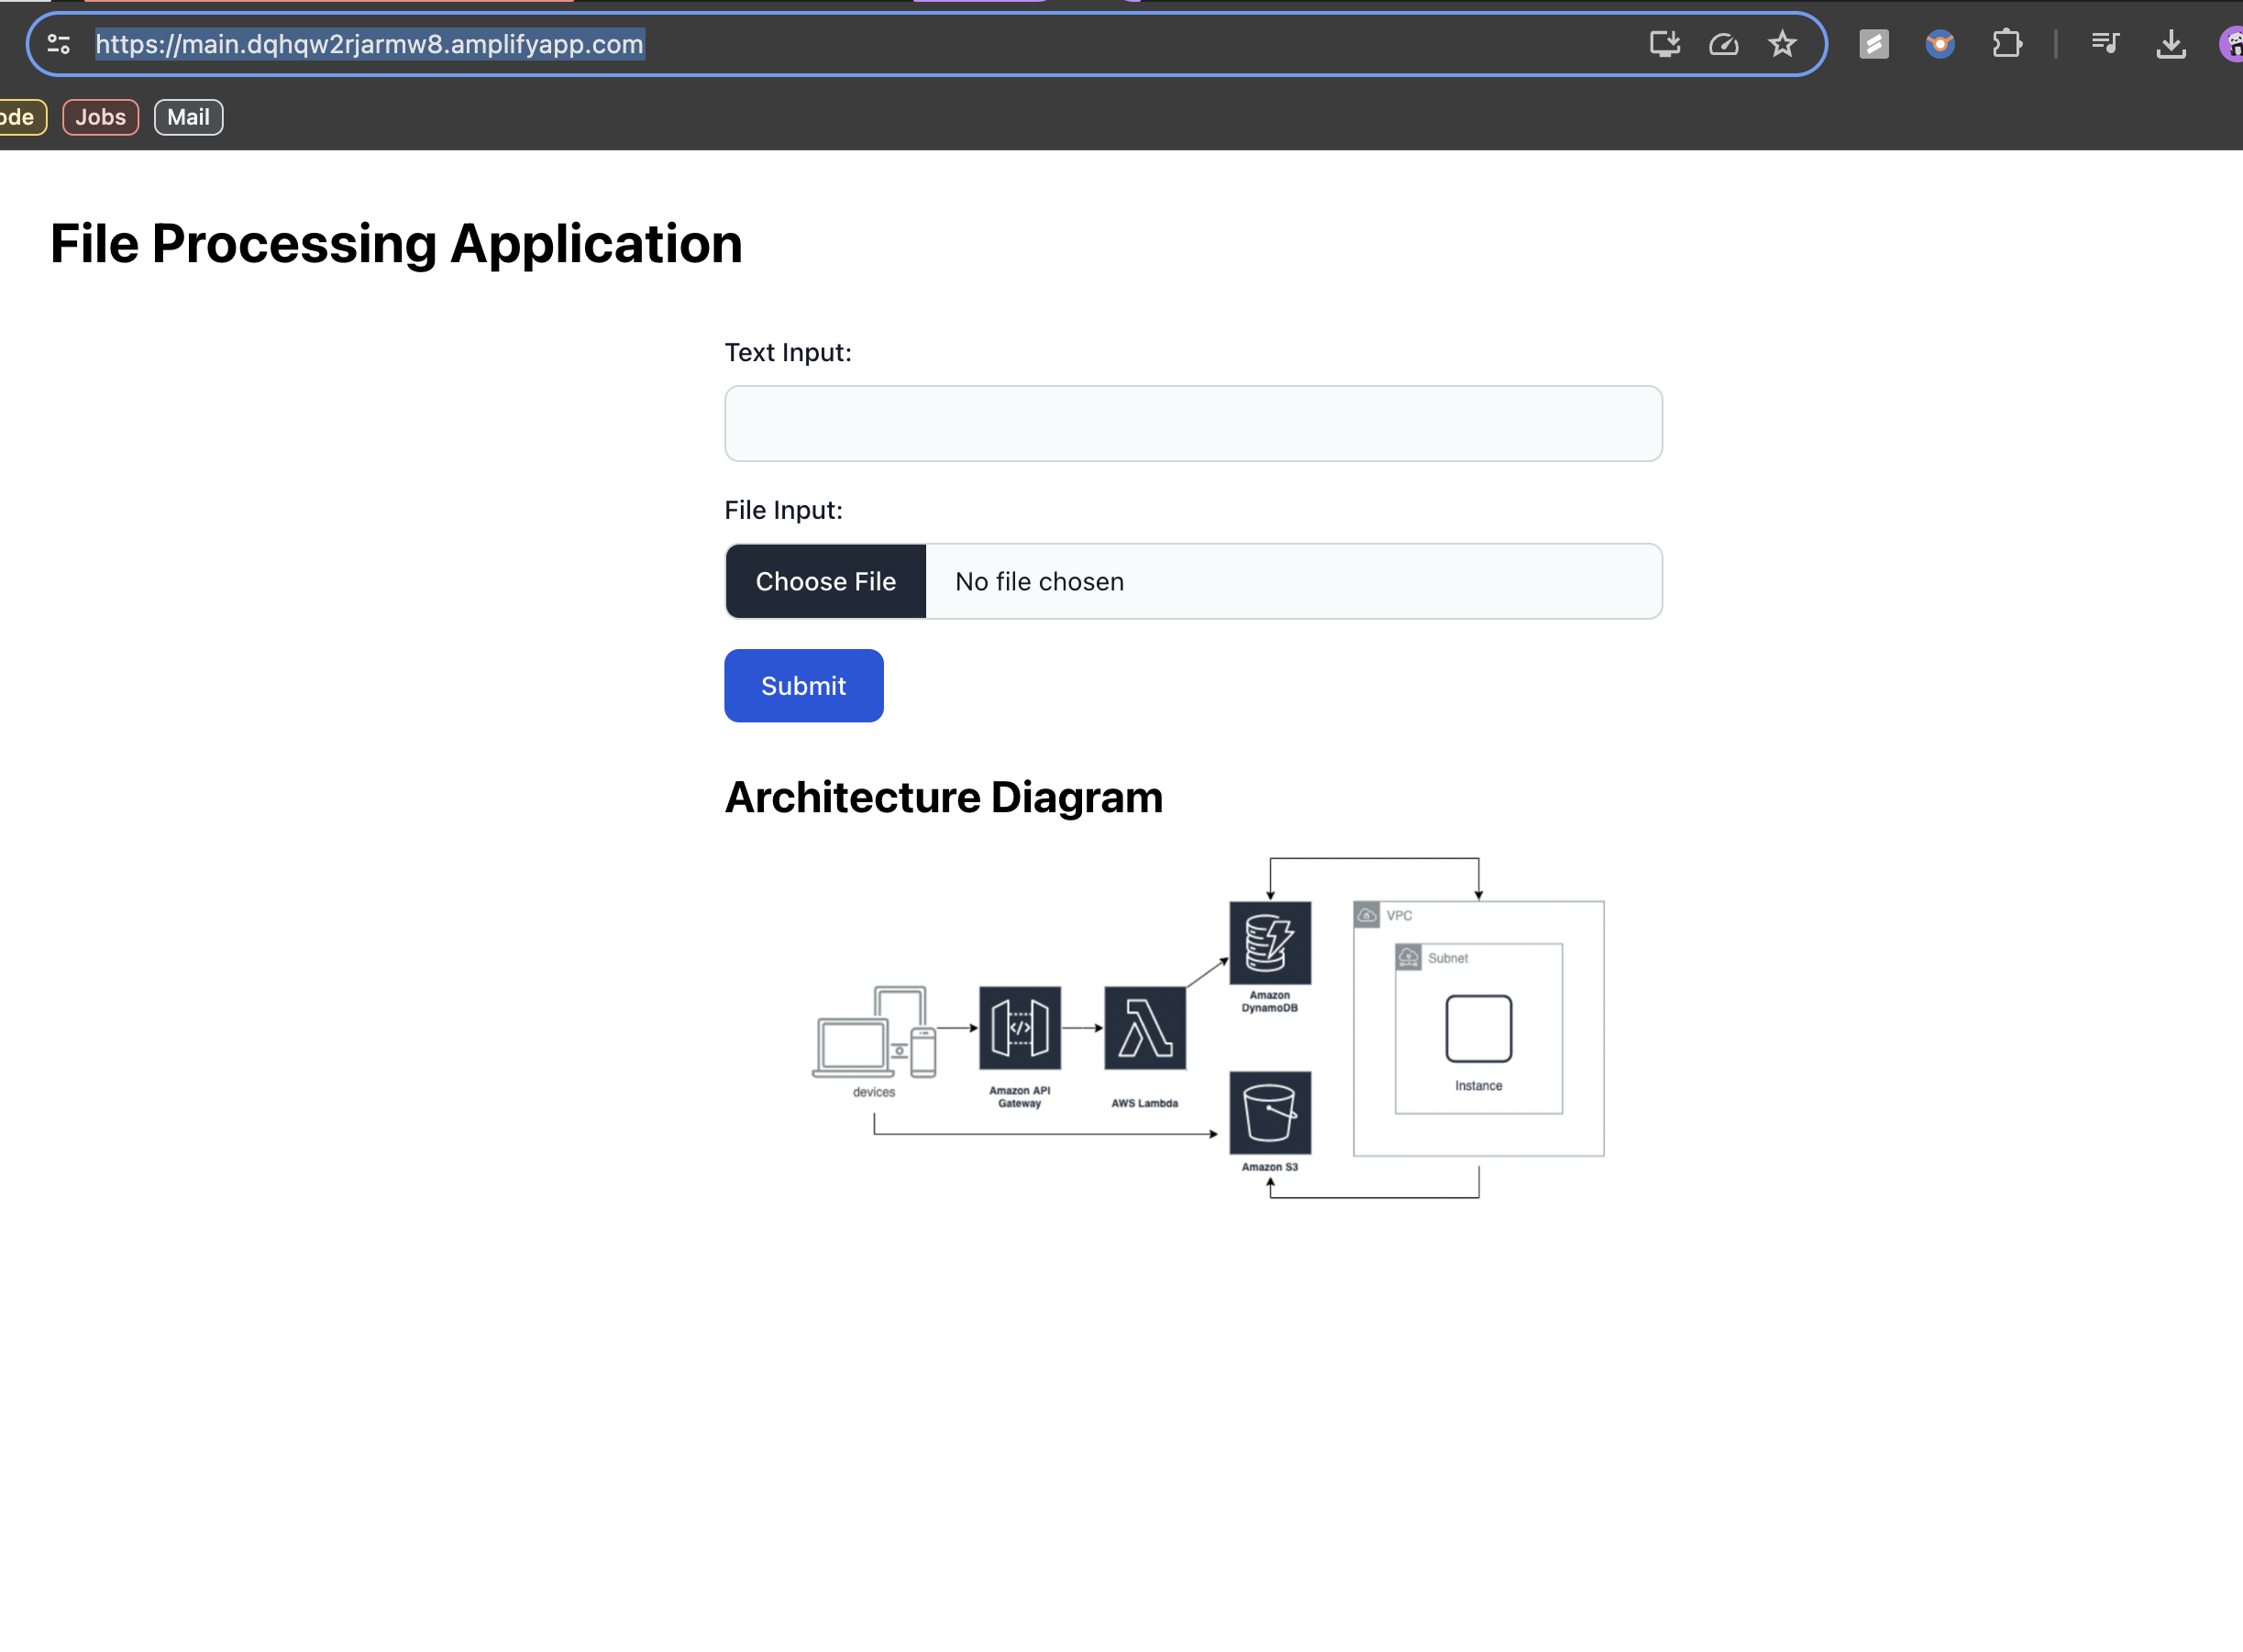 https://main.dqhqw2rjarmw8.amplifyapp.com
Jobs
Mail
File Processing Application
Text Input:
File Input:
Choose File
No file chosen
Submit
Architecture Diagram
VPC
Subnet
Amazon
DynamoDB
</>
Instance
devices
Amazon API
Gateway
AWS Lambda
Amazon S3